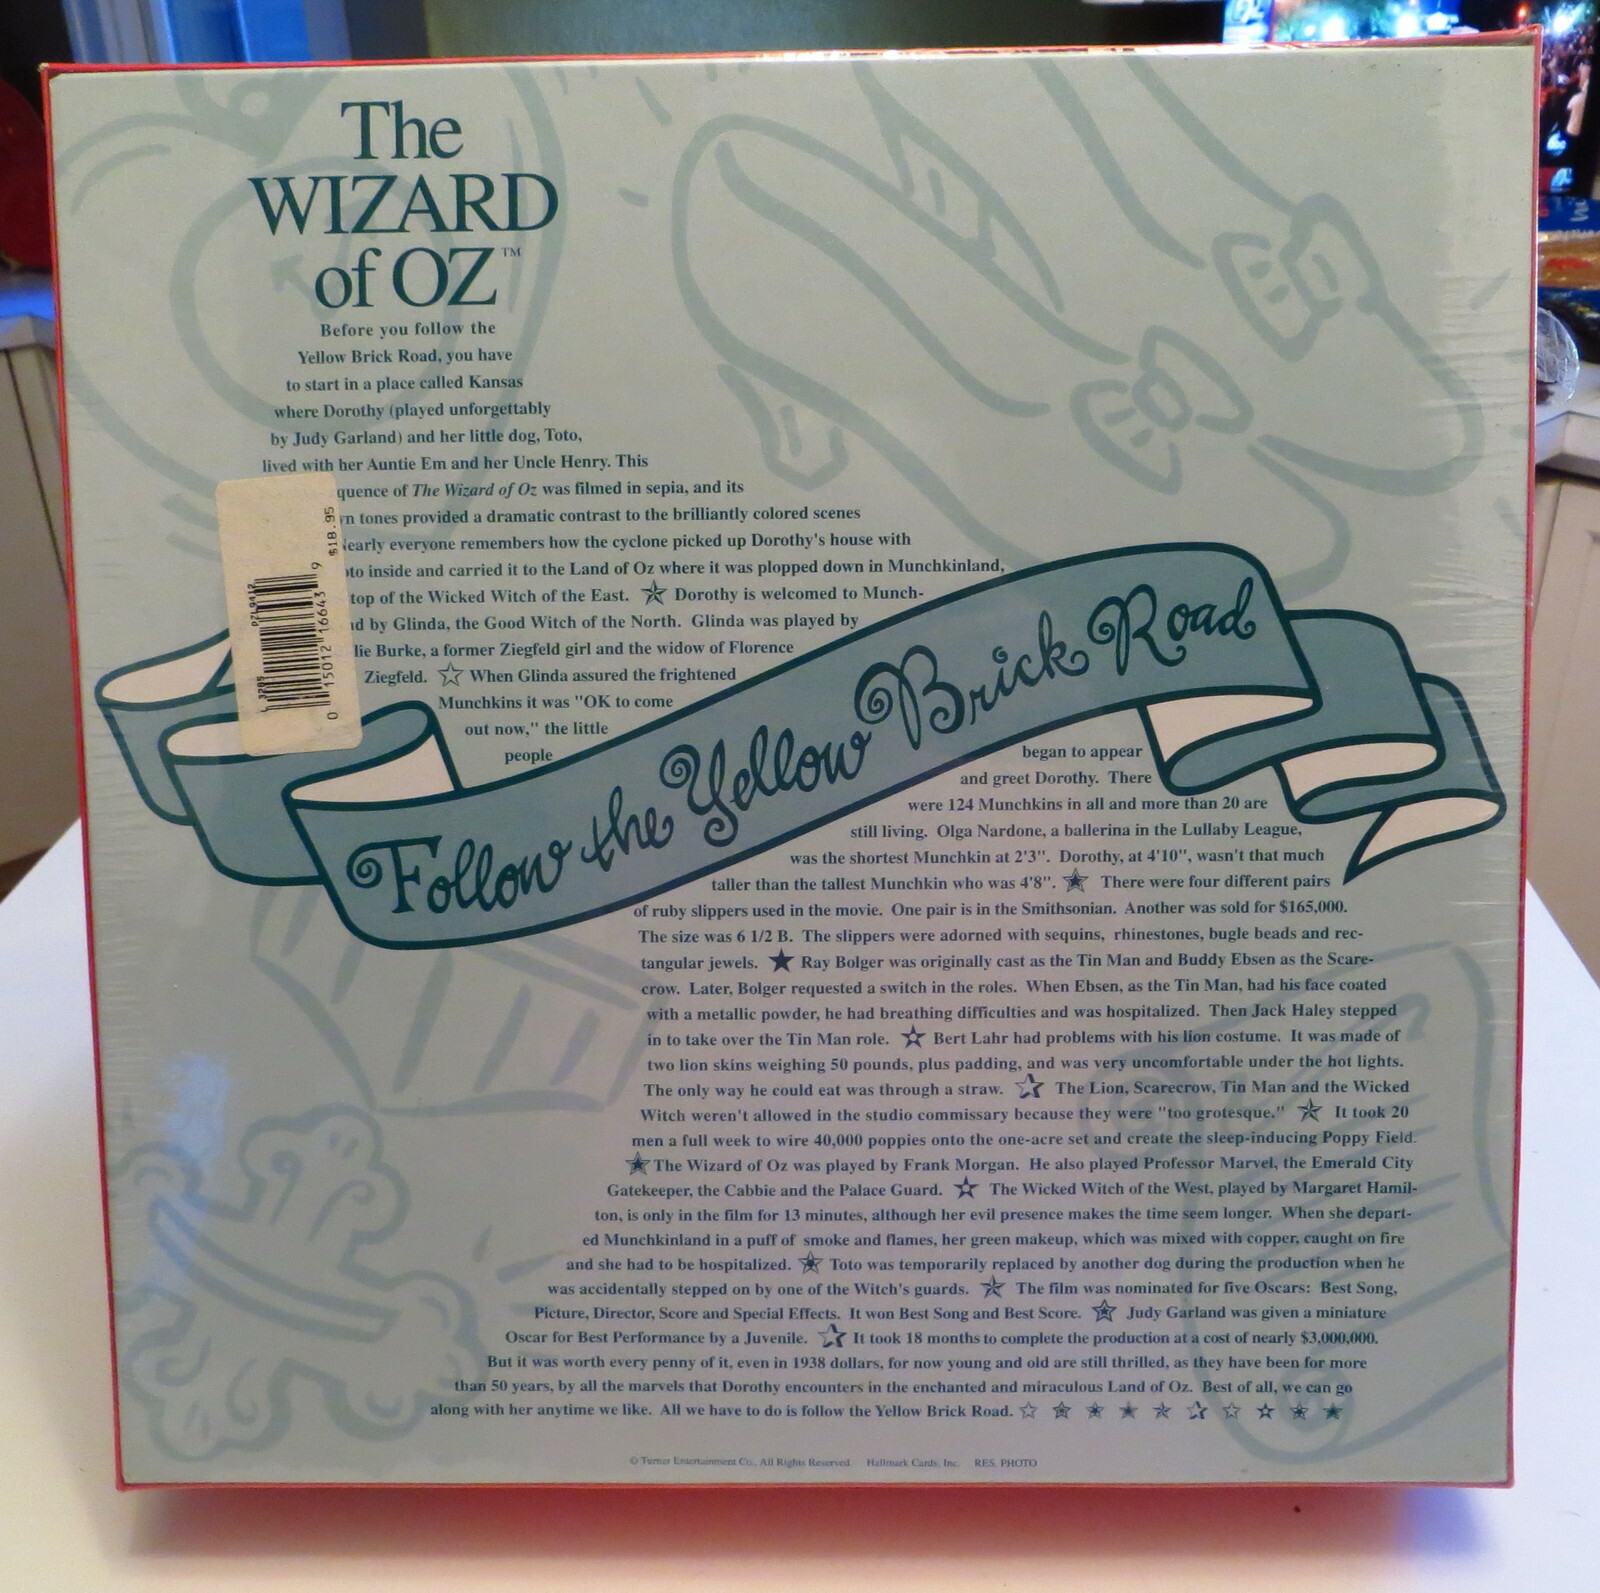 The
WIZARD
of OZ™
Before you follow the
Yellow Brick Road, you have
to start in a place called Kansas
where Dorothy (played unforgettably
by Judy Garland) and her little dog, Toto,
lived with her Auntie Em and her Uncle Henry. This
quence of The Wizard of Oz was filmed in sepia, and its
n tones provided a dramatic contrast to the brilliantly colored scenes
early everyone remembers how the cyclone picked up Dorothy's house with
to inside and carried it to the Land of Oz where it was plopped down in Munchkinland,
top of the Wicked Witch of the East. ☆ Dorothy is welcomed to Munch-
d by Glinda, the Good Witch of the North. Glinda was played by
lie Burke, a former Ziegfeld girl and the widow of Florence
Ziegfeld. ☆ When Glinda assured the frightened
Munchkins it was "OK to come
out now," the little
people
$18.95
DZL9412
L 3285
0 15012 16643 9
Follow the Yellow Brick Road
began to appear
and greet Dorothy. There
were 124 Munchkins in all and more than 20 are
still living. Olga Nardone, a ballerina in the Lullaby League,
was the shortest Munchkin at 2'3". Dorothy, at 4'10", wasn't that much
taller than the tallest Munchkin who was 4'8". ★ There were four different pairs
of ruby slippers used in the movie. One pair is in the Smithsonian. Another was sold for $165,000.
The size was 6 1/2 B. The slippers were adorned with sequins, rhinestones, bugle beads and rec-
tangular jewels. ★ Ray Bolger was originally cast as the Tin Man and Buddy Ebsen as the Scare-
crow. Later, Bolger requested a switch in the roles. When Ebsen, as the Tin Man, had his face coated
with a metallic powder, he had breathing difficulties and was hospitalized. Then Jack Haley stepped
in to take over the Tin Man role. ☆ Bert Lahr had problems with his lion costume. It was made of
two lion skins weighing 50 pounds, plus padding, and was very uncomfortable under the hot lights.
The only way he could eat was through a straw. ☆ The Lion, Scarecrow, Tin Man and the Wicked
Witch weren't allowed in the studio commissary because they were "too grotesque." ☆ It took 20
men a full week to wire 40,000 poppies onto the one-acre set and create the sleep-inducing Poppy Field.
★ The Wizard of Oz was played by Frank Morgan. He also played Professor Marvel, the Emerald City
Gatekeeper, the Cabbie and the Palace Guard. ☆ The Wicked Witch of the West, played by Margaret Hamil-
ton, is only in the film for 13 minutes, although her evil presence makes the time seem longer. When she depart-
ed Munchkinland in a puff of smoke and flames, her green makeup, which was mixed with copper, caught on fire
and she had to be hospitalized. ★ Toto was temporarily replaced by another dog during the production when he
was accidentally stepped on by one of the Witch's guards. ☆ The film was nominated for five Oscars: Best Song,
Picture, Director, Score and Special Effects. It won Best Song and Best Score. ☆ Judy Garland was given a miniature
Oscar for Best Performance by a Juvenile. ☆ It took 18 months to complete the production at a cost of nearly $3,000,000.
But it was worth every penny of it, even in 1938 dollars, for now young and old are still thrilled, as they have been for more
than 50 years, by all the marvels that Dorothy encounters in the enchanted and miraculous Land of Oz. Best of all, we can go
along with her anytime we like. All we have to do is follow the Yellow Brick Road. ☆ ★ ★ ★ ☆ ☆ ☆ ☆ ★ ★
© Turner Entertainment Co., All Rights Reserved. Hallmark Cards, Inc. RES. PHOTO